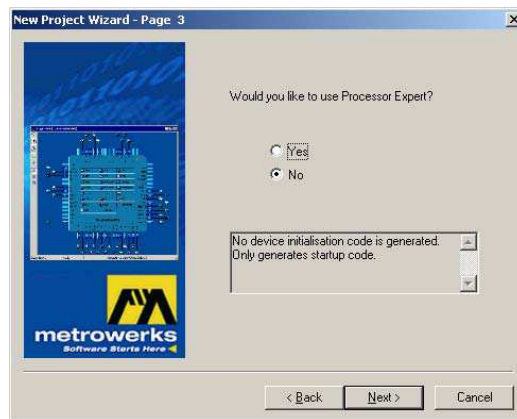 New Project Wizard - Page 3
Would you like to use Processor Expert?
Yes
No
No device initialisation code is generated.
Only generates startup code.
metrowerks
Software Starts Here
< Back
Next >
Cancel